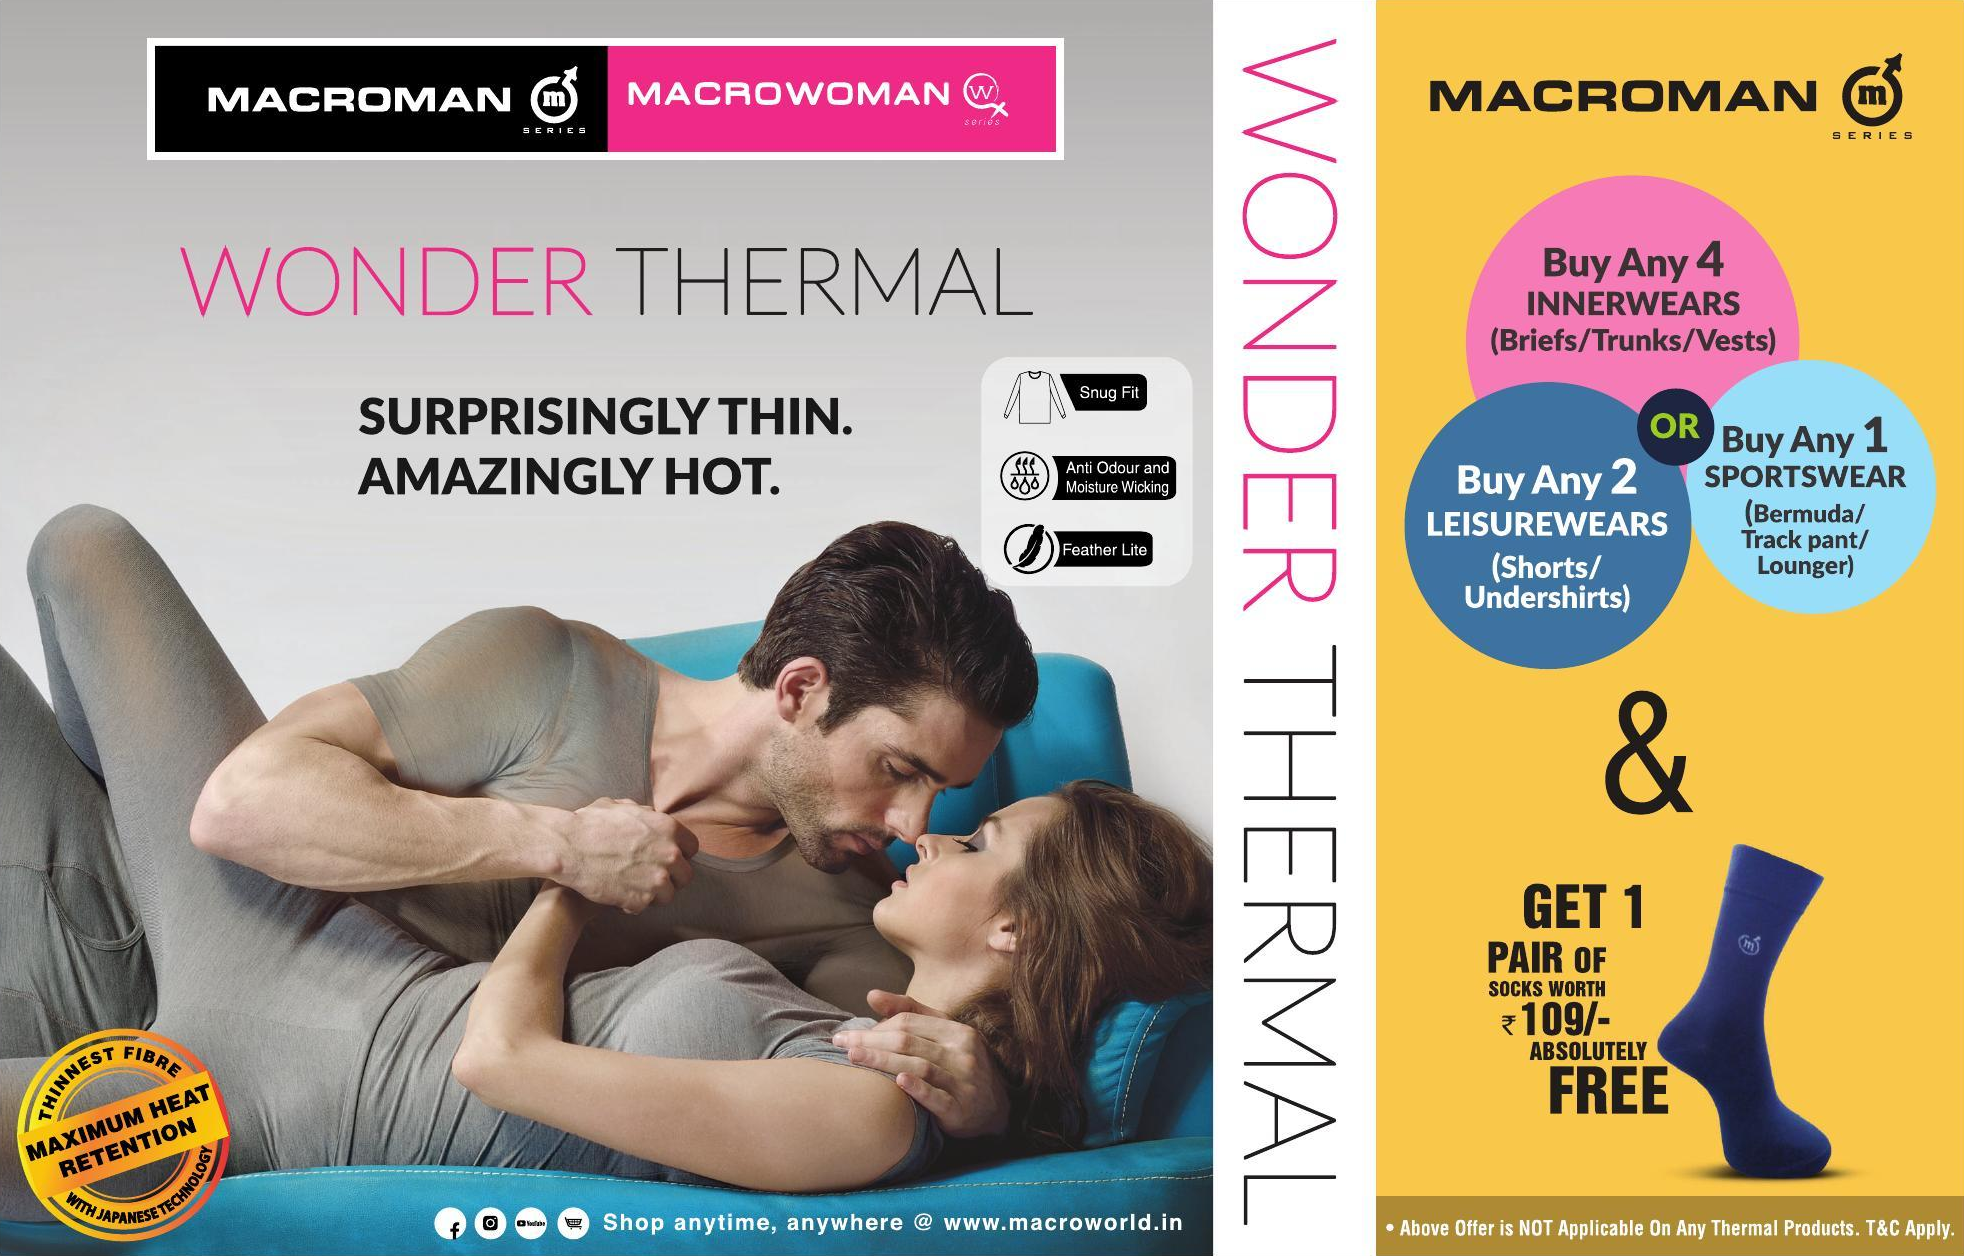 MACROMAN m
SERIES
MACROWOMAN W
series
WONDER THERMAL
SURPRISINGLY THIN.
AMAZINGLY HOT.
Snug Fit
Anti Odour and
Moisture Wicking
Feather Lite
THINNEST FIBRE
MAXIMUM HEAT
RETENTION
WITH JAPANESE TECHNOLOGY
f
YouTube
Shop anytime, anywhere @ www.macroworld.in
WONDER THERMAL
MACROMAN m
SERIES
Buy Any 4
INNERWEARS
(Briefs/Trunks/Vests)
OR
Buy Any 2
LEISUREWEARS
(Shorts/
Undershirts)
Buy Any 1
SPORTSWEAR
(Bermuda/
Track pant/
Lounger)
&
GET 1
PAIR OF
SOCKS WORTH
₹109/-
ABSOLUTELY
FREE
m
• Above Offer is NOT Applicable On Any Thermal Products. T&C Apply.